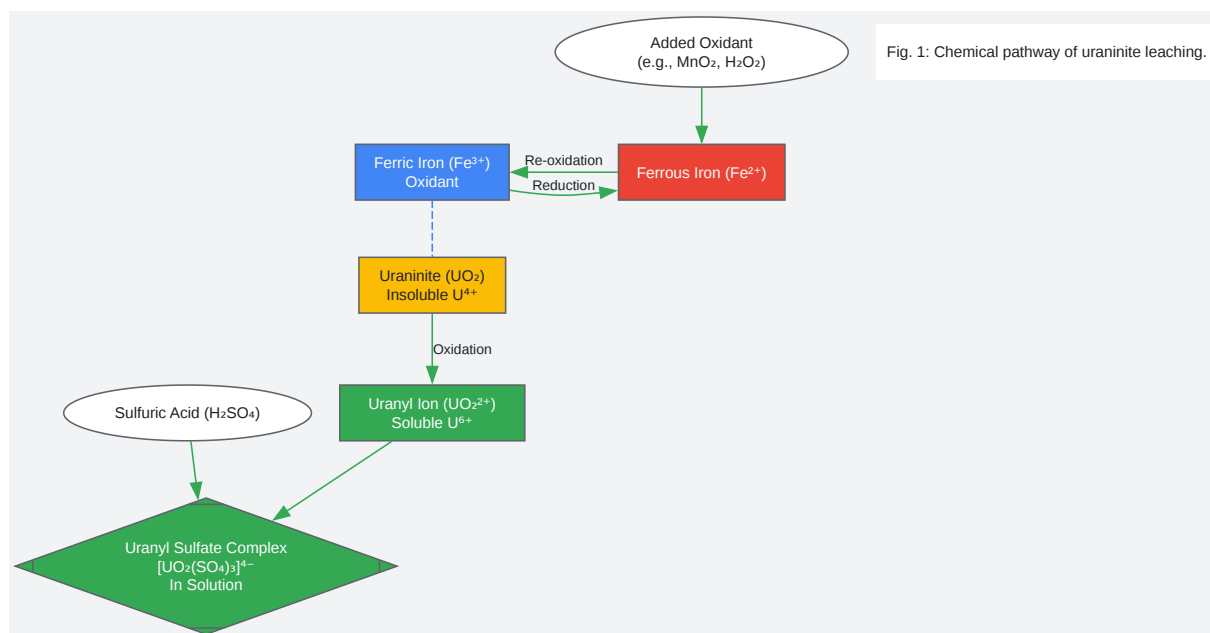 Added Oxidant
(e.g., MnO₂, H₂O₂)
Fig. 1: Chemical pathway of uraninite leaching.
Ferric Iron (Fe³⁺)
Oxidant
Re-oxidation
Reduction
Ferrous Iron (Fe²⁺)
Uraninite (UO₂)
Insoluble U⁴⁺
Oxidation
Sulfuric Acid (H₂SO₄)
Uranyl Ion (UO₂²⁺)
Soluble U⁶⁺
Uranyl Sulfate Complex
[UO₂(SO₄)₃]⁴⁻
In Solution